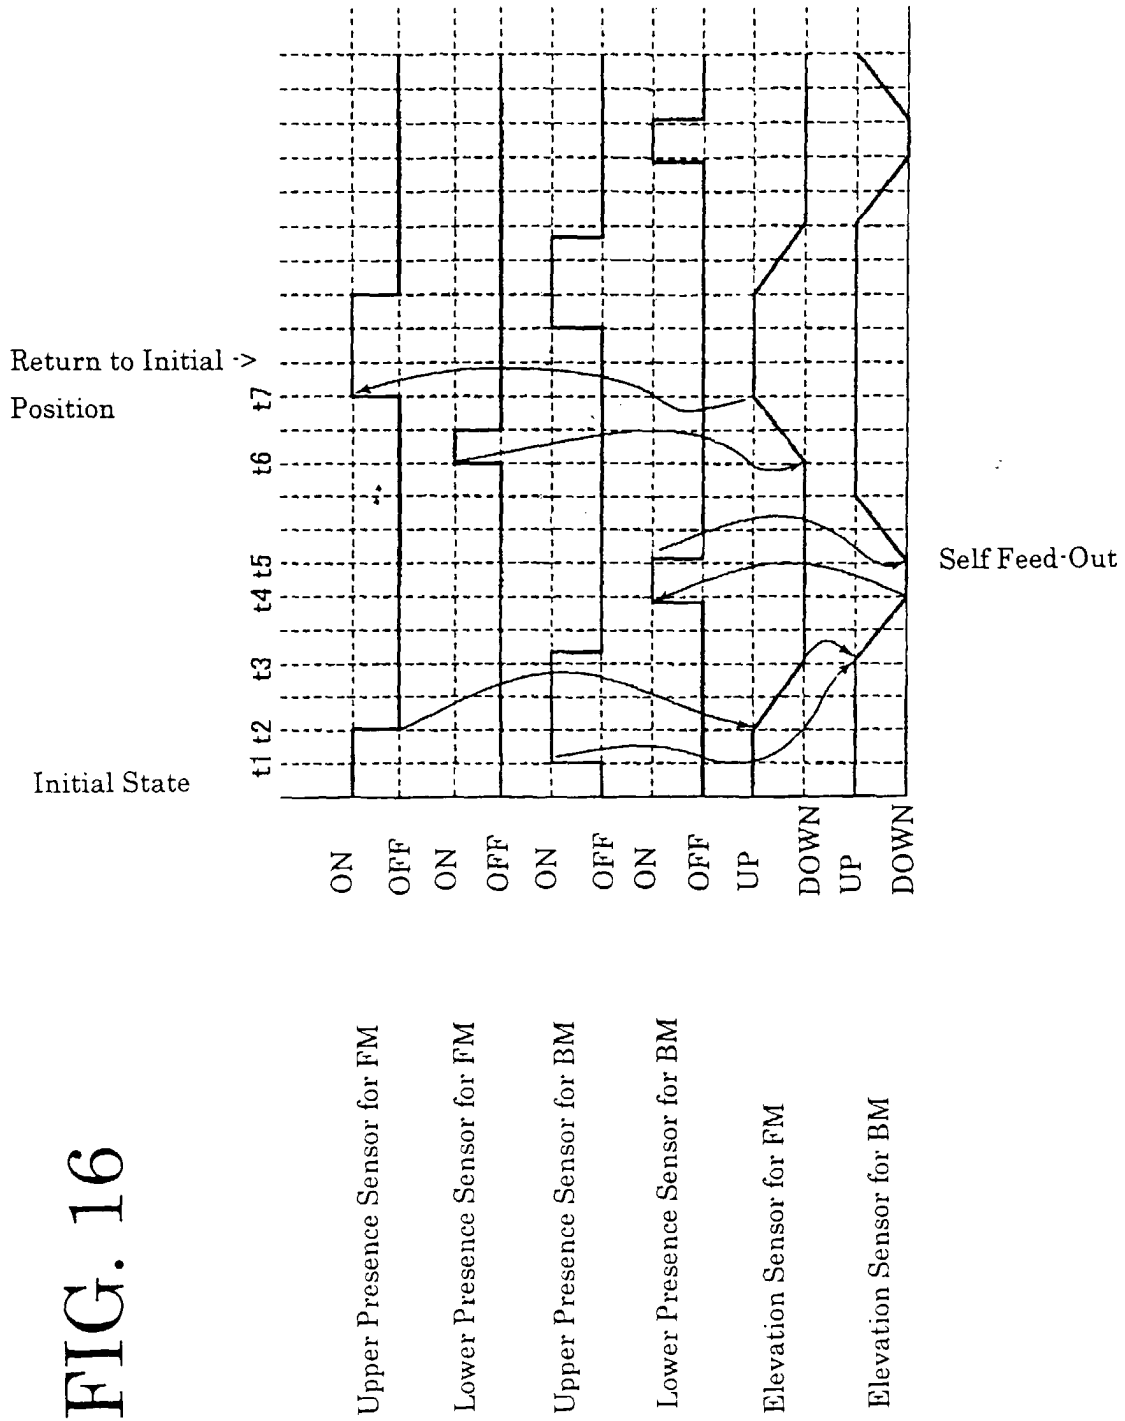 FIG. 16
Upper Presence Sensor for FM
ON
OFF
Lower Presence Sensor for FM
ON
OFF
Upper Presence Sensor for BM
ON
OFF
Lower Presence Sensor for BM
ON
OFF
Elevation Sensor for FM
UP
DOWN
Elevation Sensor for BM
UP
DOWN
Initial State
t1
t2
t3
t4
t5
t6
t7
Return to Initial ->
Position
Self Feed-Out